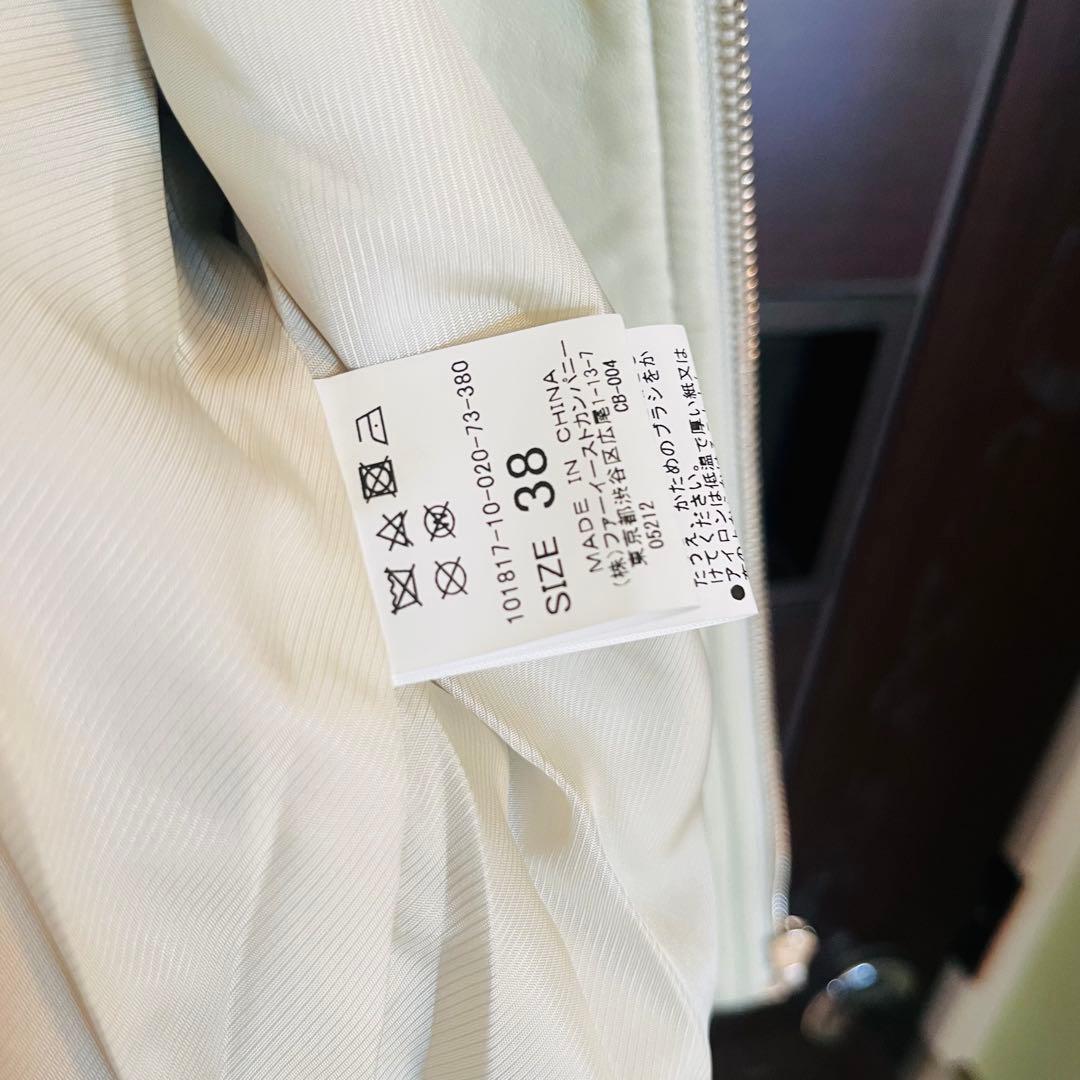 101817-10-020-73-380
SIZE 38
MADE IN CHINA
(株)ファーイーストカンパニー
東京都渋谷区広尾1-13-7
05212 CB-004
かためのブラシをか
たっえ
けてください。
アイロンは低温で厚い紙又は